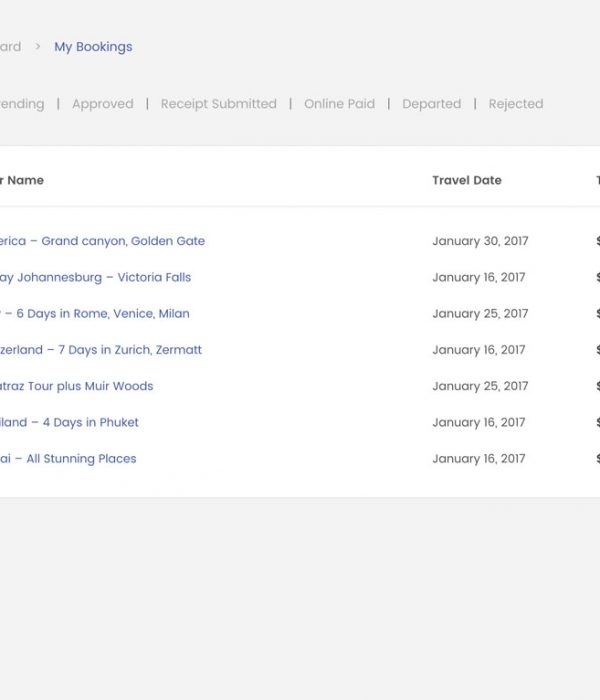 ard > My Bookings
ending | Approved | Receipt Submitted | Online Paid | Departed | Rejected
r Name Travel Date T
erica – Grand canyon, Golden Gate January 30, 2017 $
ay Johannesburg – Victoria Falls January 16, 2017 $
– 6 Days in Rome, Venice, Milan January 25, 2017 $
zerland – 7 Days in Zurich, Zermatt January 16, 2017 $
atraz Tour plus Muir Woods January 25, 2017 $
iland – 4 Days in Phuket January 16, 2017 $
ai – All Stunning Places January 16, 2017 $